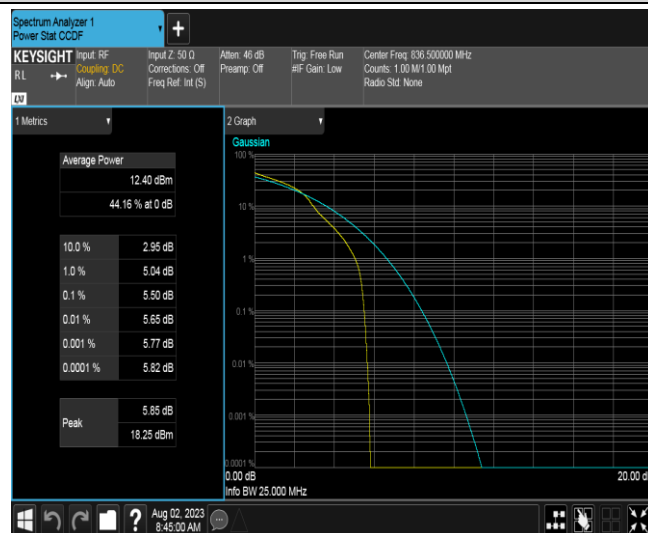 Spectrum Analyzer 1
Power Stat CCDF
+
KEYSIGHT
RL
Input: RF
Coupling: DC
Align: Auto
Input Z: 50 Ω
Corrections: Off
Freq Ref: Int (S)
Atten: 46 dB
Preamp: Off
Trig: Free Run
#IF Gain: Low
Center Freq: 836.500000 MHz
Counts: 1.00 M/1.00 Mpt
Radio Std: None
LXI
1 Metrics
Average Power
12.40 dBm
44.16 % at 0 dB
10.0 % 2.95 dB
1.0 % 5.04 dB
0.1 % 5.50 dB
0.01 % 5.65 dB
0.001 % 5.77 dB
0.0001 % 5.82 dB
Peak
5.85 dB
18.25 dBm
2 Graph
Gaussian
100 %
10 %
1 %
0.1 %
0.01 %
0.001 %
0.0001 %
0.00 dB
20.00 d
Info BW 25.000 MHz
?
Aug 02, 2023
8:45:00 AM